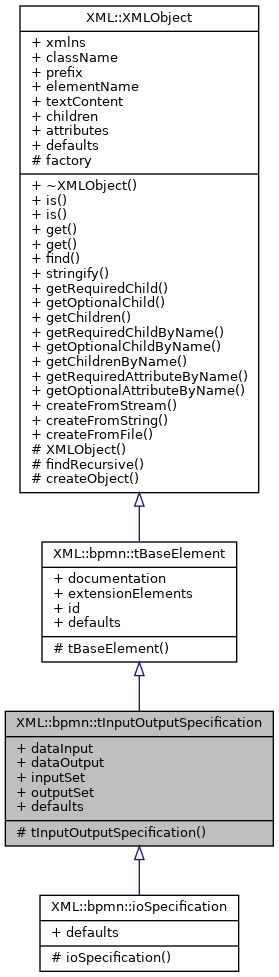 XML::XMLObject
+ xmlns
+ className
+ prefix
+ elementName
+ textContent
+ children
+ attributes
+ defaults
# factory
+ ~XMLObject()
+ is()
+ is()
+ get()
+ get()
+ find()
+ stringify()
+ getRequiredChild()
+ getOptionalChild()
+ getChildren()
+ getRequiredChildByName()
+ getOptionalChildByName()
+ getChildrenByName()
+ getRequiredAttributeByName()
+ getOptionalAttributeByName()
+ createFromStream()
+ createFromString()
+ createFromFile()
# XMLObject()
# findRecursive()
# createObject()
XML::bpmn::tBaseElement
+ documentation
+ extensionElements
+ id
+ defaults
# tBaseElement()
XML::bpmn::tInputOutputSpecification
+ dataInput
+ dataOutput
+ inputSet
+ outputSet
+ defaults
# tInputOutputSpecification()
XML::bpmn::ioSpecification
+ defaults
# ioSpecification()